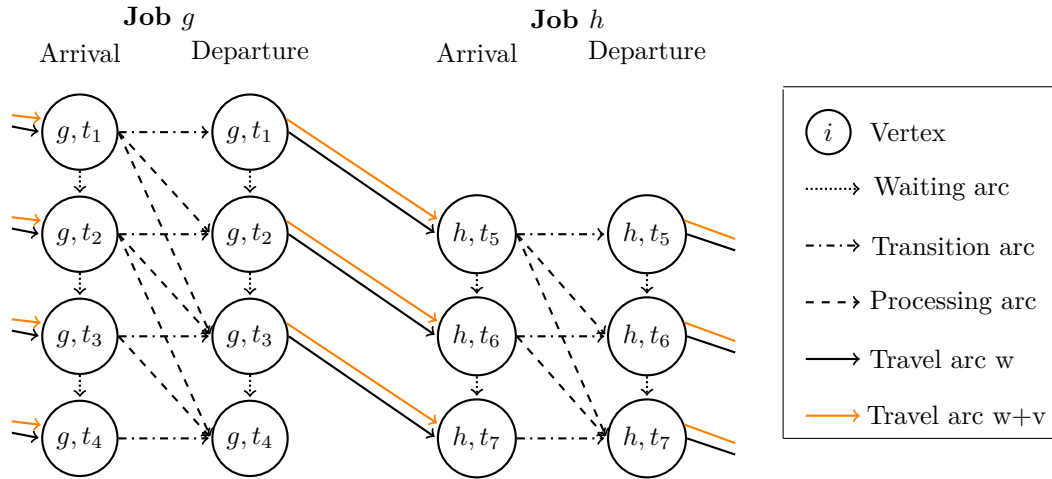 Job g
Job h
Arrival
Departure
Arrival
Departure
g, t1
g, t1
g, t2
g, t2
h, t5
h, t5
g, t3
g, t3
h, t6
h, t6
g, t4
g, t4
h, t7
h, t7
i
Vertex
Waiting arc
Transition arc
Processing arc
Travel arc w
Travel arc w+v